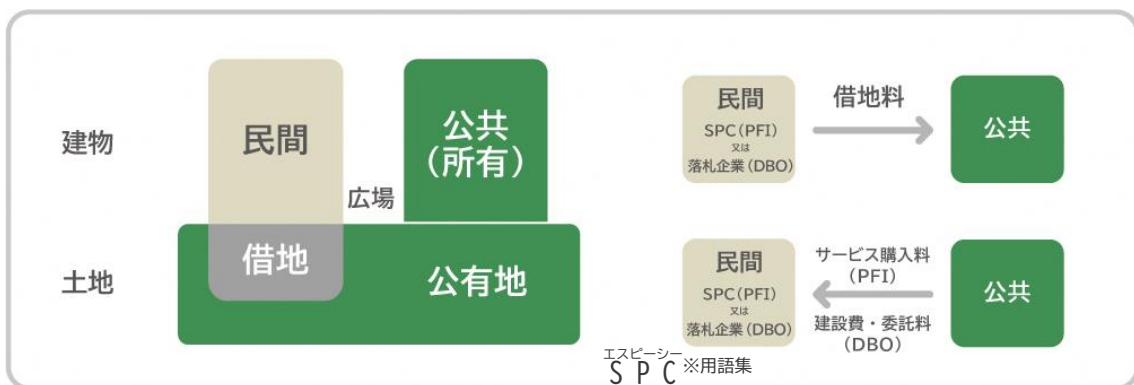 建物
民間
公共
(所有)
広場
土地
借地
公有地
民間
SPC(PFI)
又は
落札企業(DBO)
借地料
公共
民間
SPC(PFI)
又は
落札企業(DBO)
サービス購入料
(PFI)
建設費・委託料
(DBO)
公共
エスピーシー
SPC※用語集